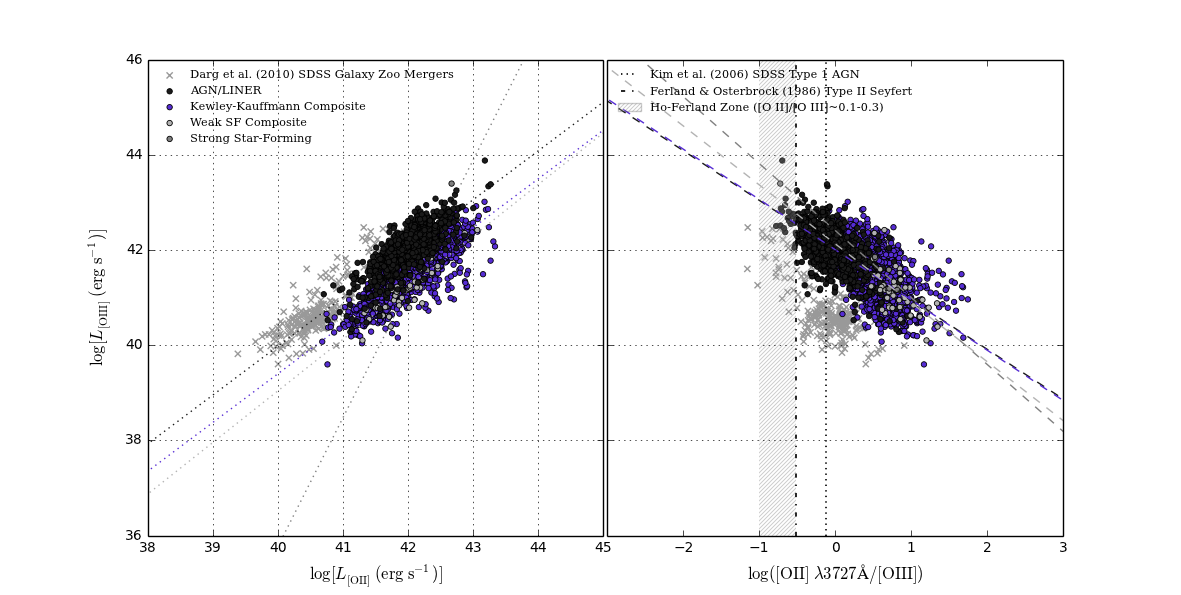 46
44
42
40
38
36
log[L[OIII] (erg s−1)]
Darg et al. (2010) SDSS Galaxy Zoo Mergers
AGN/LINER
Kewley-Kauffmann Composite
Weak SF Composite
Strong Star-Forming
38 39 40 41 42 43 44 45
log[L[OII] (erg s−1)]
Kim et al. (2006) SDSS Type 1 AGN
Ferland & Osterbrock (1986) Type II Seyfert
Ho-Ferland Zone ([O II]/[O III]~0.1-0.3)
−2 −1 0 1 2 3
log([OII] λ3727Å/[OIII])